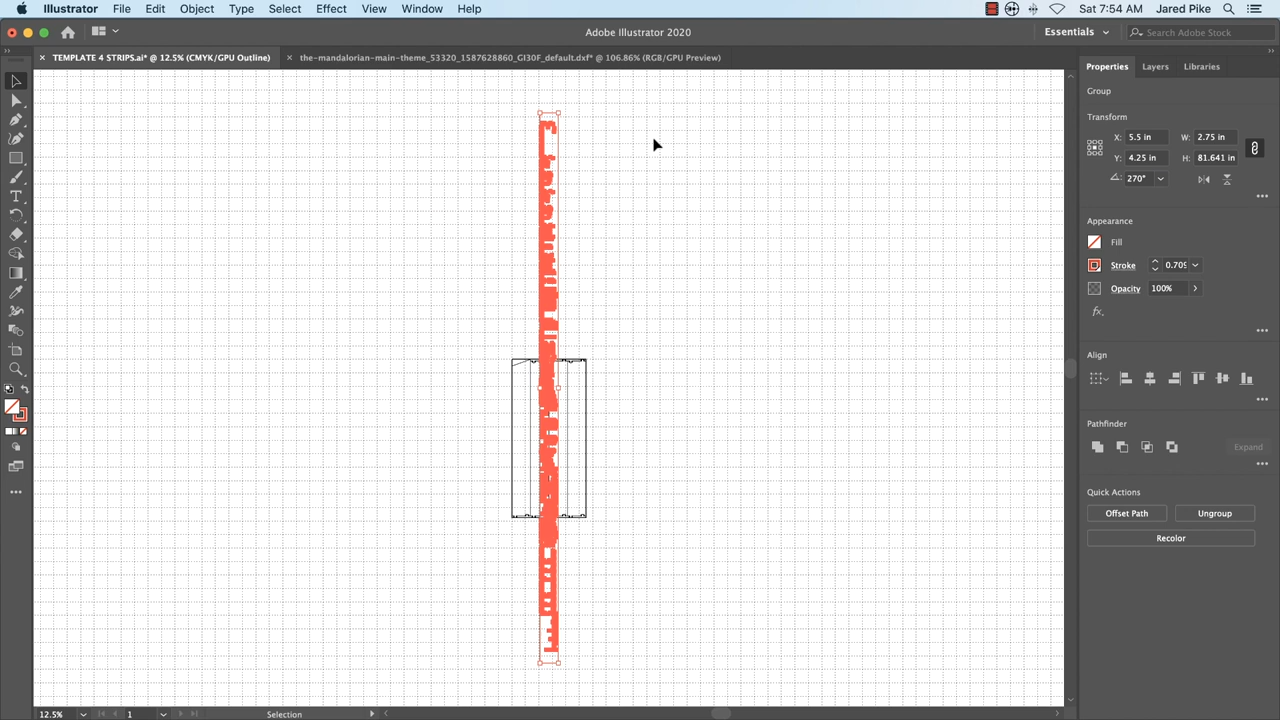 Illustrator File Edit Object Type Select Effect View Window Help
Sat 7:54 AM Jared Pike
Adobe Illustrator 2020
Essentials
Search Adobe Stock
TEMPLATE 4 STRIPS.ai* @ 12.5% (CMYK/GPU Outline)
the-mandalorian-main-theme_53320_1587628860_GI30F_default.dxf* @ 106.86% (RGB/GPU Preview)
Properties Layers Libraries
Group
Transform
X: 5.5 in W: 2.75 in
Y: 4.25 in H: 81.641 in
270°
Appearance
Fill
Stroke 0.709
Opacity 100%
fx.
Align
Pathfinder
Expand
Quick Actions
Offset Path Ungroup
Recolor
12.5% 1 Selection